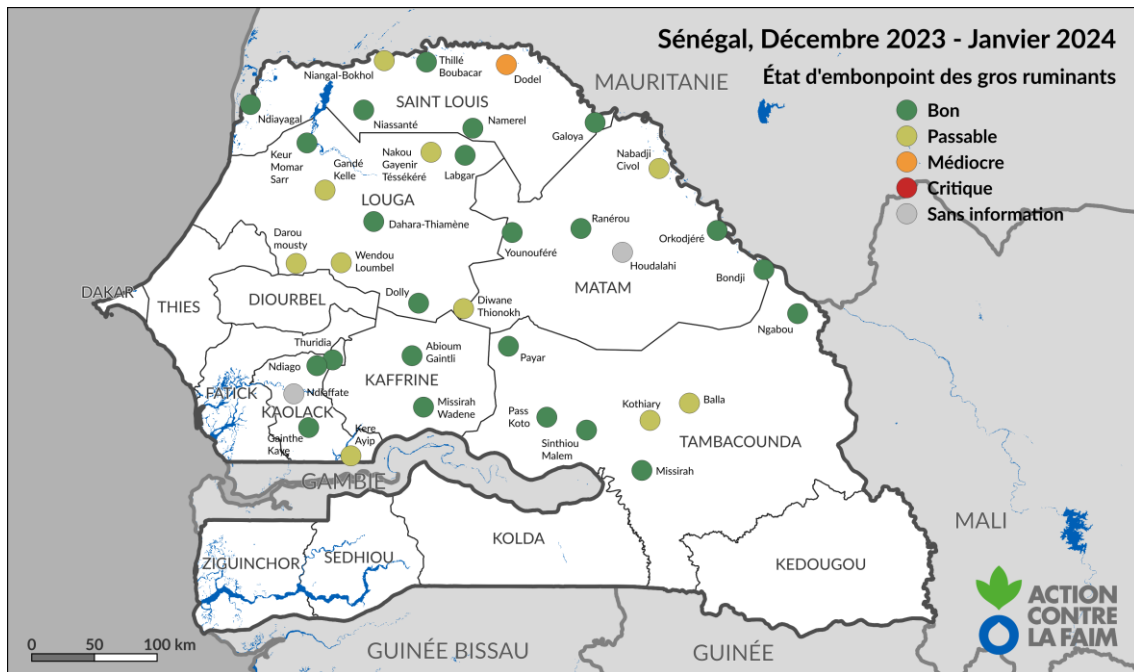 Sénégal, Décembre 2023 - Janvier 2024
État d'embonpoint des gros ruminants
Bon
Passable
Médiocre
Critique
Sans information
MAURITANIE
Niangal-Bokhol
Thillé
Boubacar
Dodel
SAINT LOUIS
Ndiayagal
Niassanté
Namerel
Galoya
Keur
Momar
Sarr
Gandé
Kelle
Nakou
Gayenir
Téssékéré
Labgar
Nabadji
Civol
LOUGA
Dahara-Thiamène
Ranérou
Younouféré
Orkodjéré
Houdalahi
Darou
mousty
Wendou
Loumbel
Bondji
MATAM
DAKAR
THIES
DIOURBEL
Dolly
Diwane
Thionokh
Ngabou
Thuridia
Ndiago
Abioum
Gaintli
Payar
KAFFRINE
FATICK
Ndiaffate
KAOLACK
Missirah
Wadene
Pass
Koto
Kothiary
Balla
Gainthe
Kaye
Kere
Ayip
Sinthiou
Malem
TAMBACOUNDA
Missirah
GAMBIE
MALI
KOLDA
ZIGUINCHOR
SEDHIOU
KEDOUGOU
GUINÉE BISSAU
GUINÉE
0 50 100 km
ACTION
CONTRE
LA FAIM